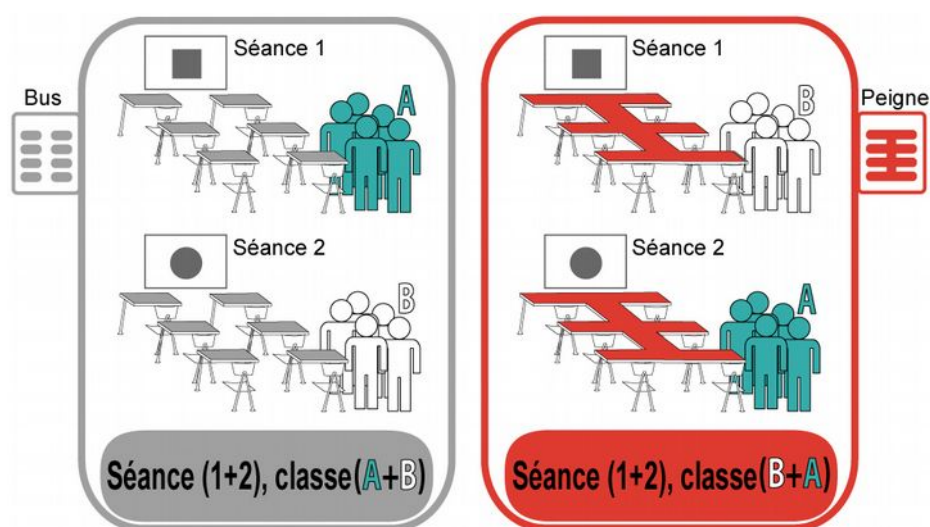 Bus
Séance 1
A
Séance 2
B
Séance (1+2), classe(A+B)
Séance 1
B
Peigne
Séance 2
A
Séance (1+2), classe(B+A)